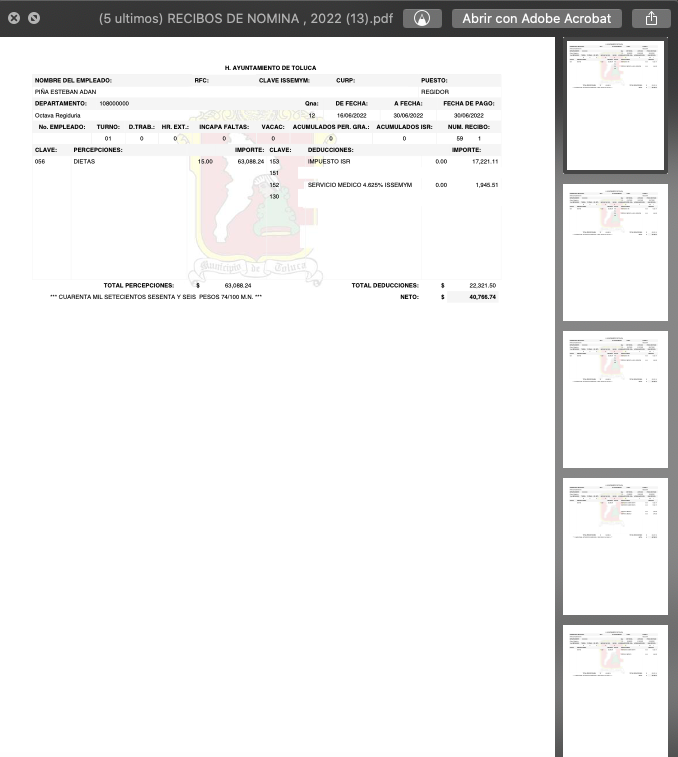 (5 ultimos) RECIBOS DE NOMINA , 2022 (13).pdf
Abrir con Adobe Acrobat
H. AYUNTAMIENTO DE TOLUCA
NOMBRE DEL EMPLEADO: RFC: CLAVE ISSEMYM: CURP: PUESTO:
PIÑA ESTEBAN ADAN REGIDOR
DEPARTAMENTO: 108000000 Qna: DE FECHA: A FECHA: FECHA DE PAGO:
Octava Regiduria 12 16/06/2022 30/06/2022 30/06/2022
No. EMPLEADO: TURNO: D.TRAB.: HR. EXT.: INCAPA FALTAS: VACAC: ACUMULADOS PER. GRA.: ACUMULADOS ISR: NUM. RECIBO:
01 0 0 0 0 0 0 59 1
CLAVE: PERCEPCIONES: IMPORTE: CLAVE: DEDUCCIONES: IMPORTE:
056 DIETAS 15.00 63,088.24 153 IMPUESTO ISR 0.00 17,221.11
151
152 SERVICIO MEDICO 4.625% ISSEMYM 0.00 1,945.51
130
Municipio de Toluca
TOTAL PERCEPCIONES: $ 63,088.24 TOTAL DEDUCCIONES: $ 22,321.50
*** CUARENTA MIL SETECIENTOS SESENTA Y SEIS PESOS 74/100 M.N. *** NETO: $ 40,766.74